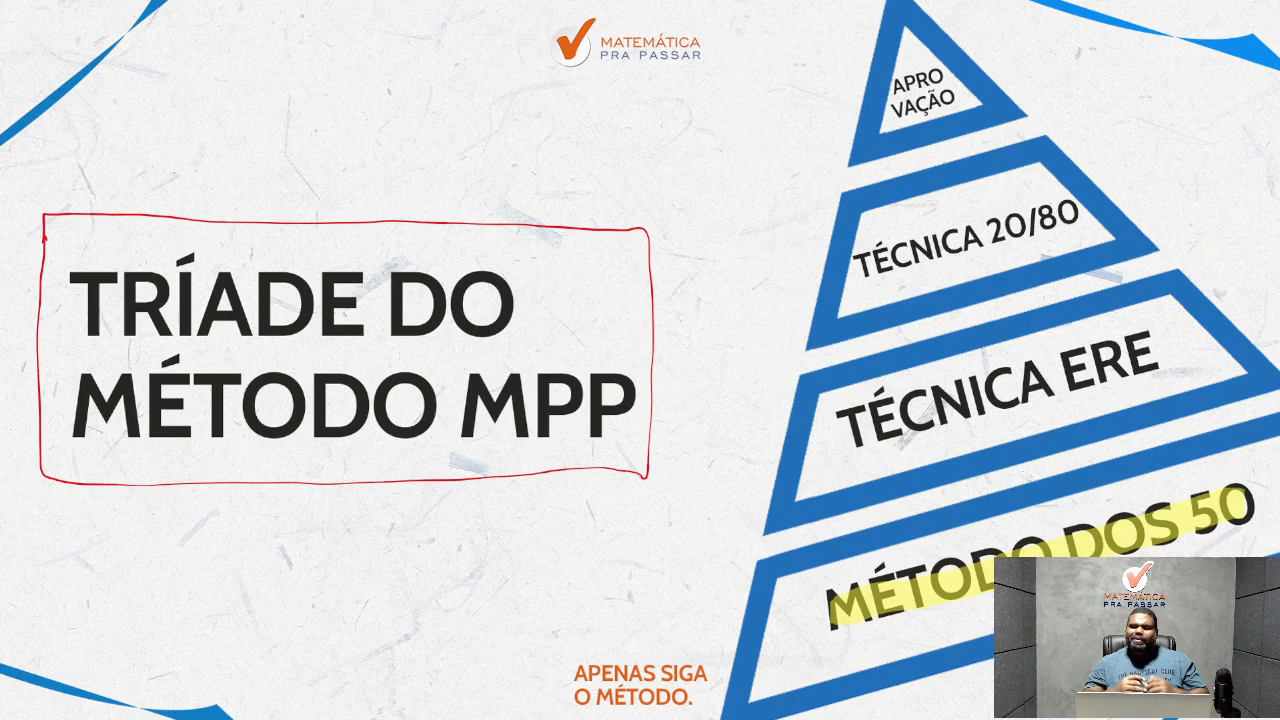 MATEMÁTICA
PRA PASSAR
APRO
VAÇÃO
TÉCNICA 20/80
TRÍADE DO
MÉTODO MPP
TÉCNICA ERE
MÉTODO DOS 50
APENAS SIGA
O MÉTODO.
MATEMÁTICA
PRA PASSAR